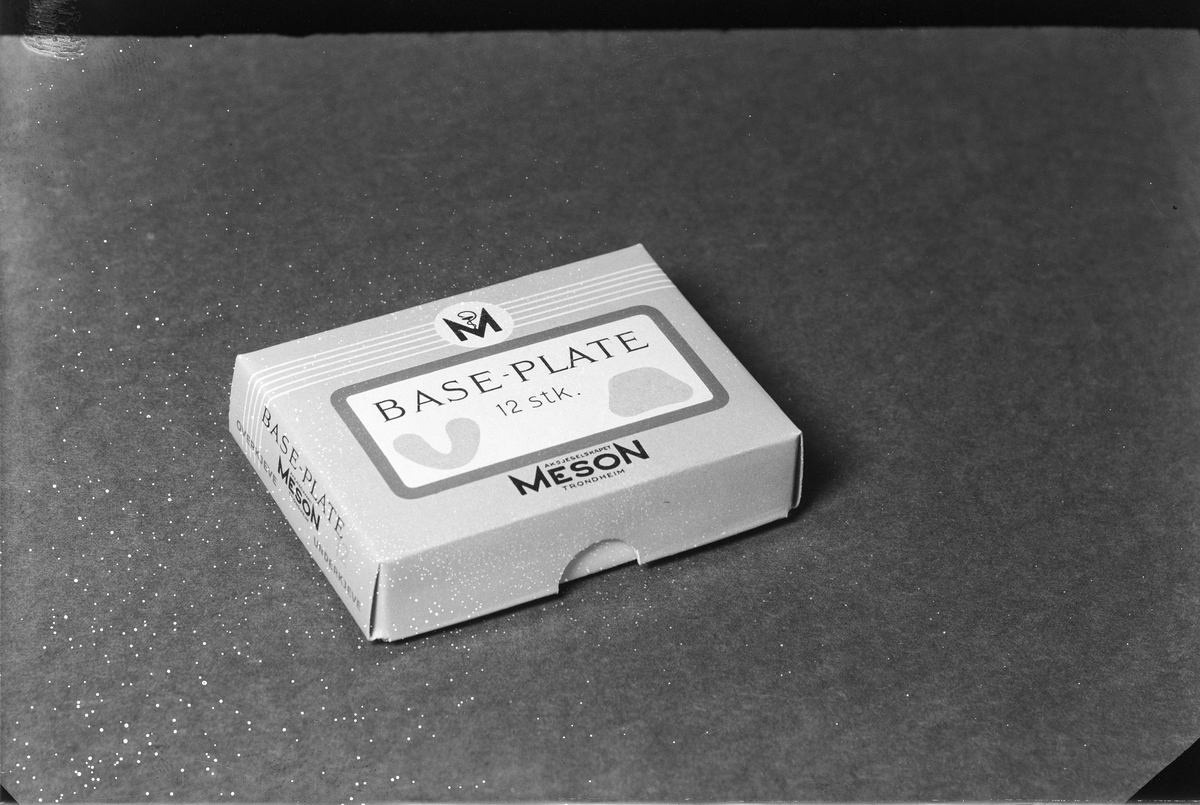 M
BASE-PLATE
12 stk.
AKSJESELSKAPET
MESON
TRONDHEIM
BASE-PLATE
OVERKJEVE
MESON
UNDERKJEVE